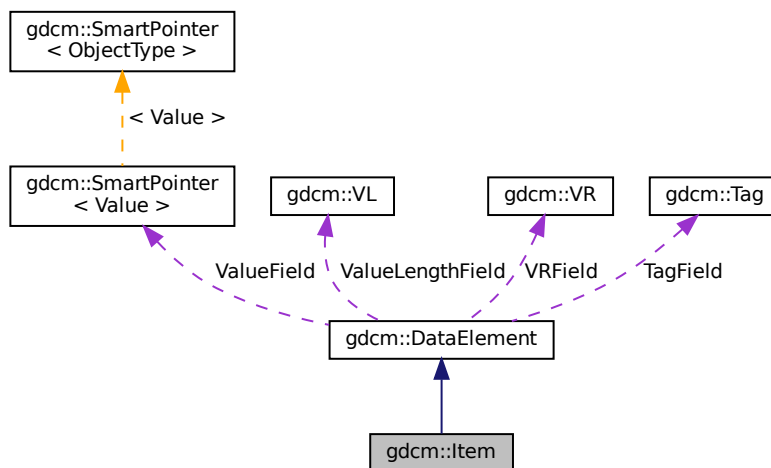 gdcm::SmartPointer
< ObjectType >
< Value >
gdcm::SmartPointer
< Value >
gdcm::VL
gdcm::VR
gdcm::Tag
ValueField
ValueLengthField
VRField
TagField
gdcm::DataElement
gdcm::Item